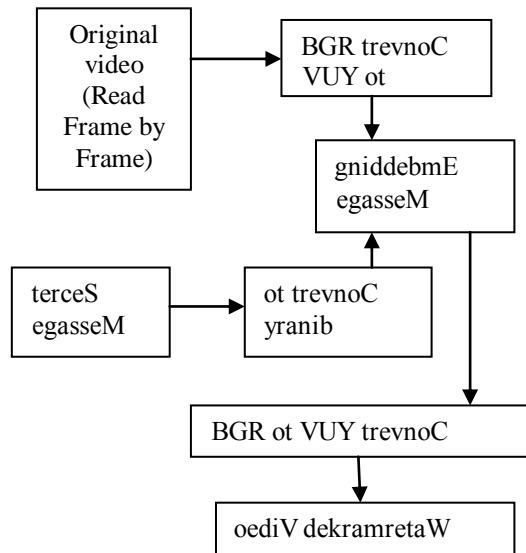 Original
video
(Read
Frame by
Frame)
BGR trevnoC
VUY ot
gniddebmE
egasseM
terceS
egasseM
ot trevnoC
yranib
BGR ot VUY trevnoC
oediV dekramretaW